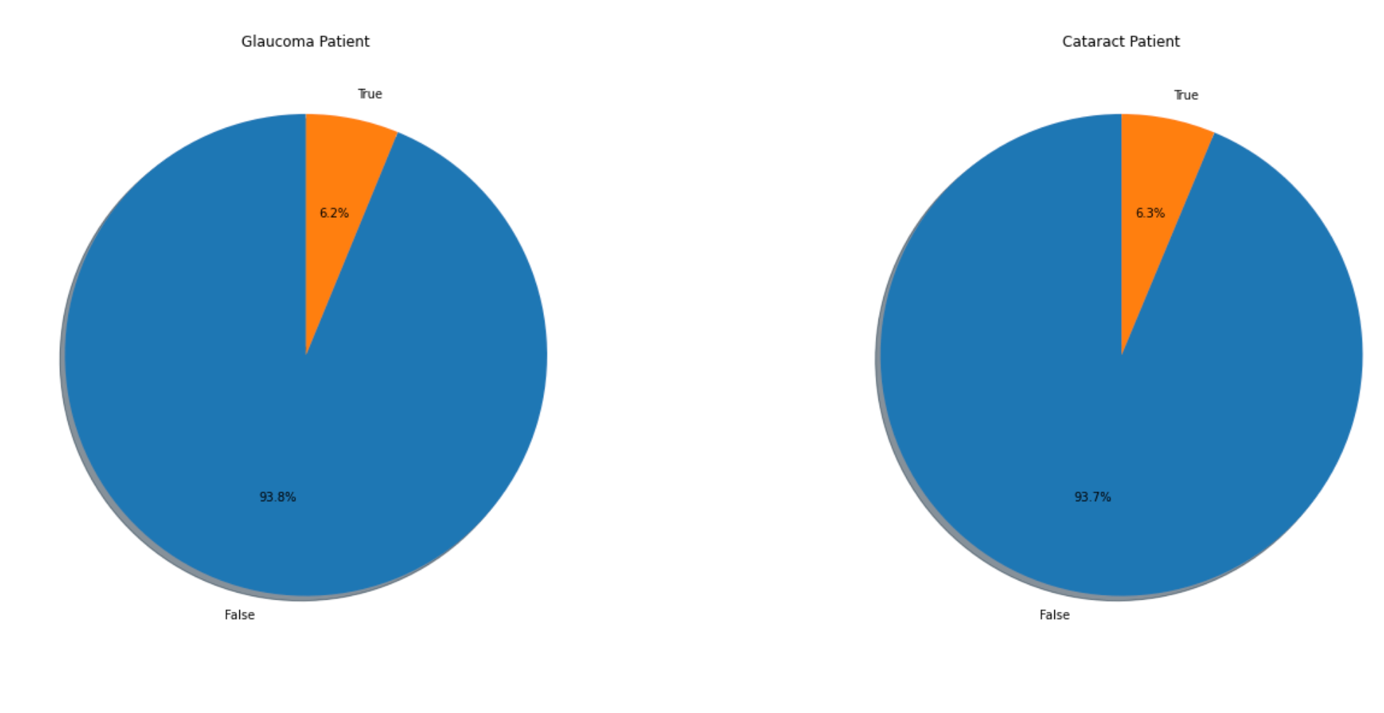 Glaucoma Patient
True
6.2%
93.8%
False
Cataract Patient
True
6.3%
93.7%
False